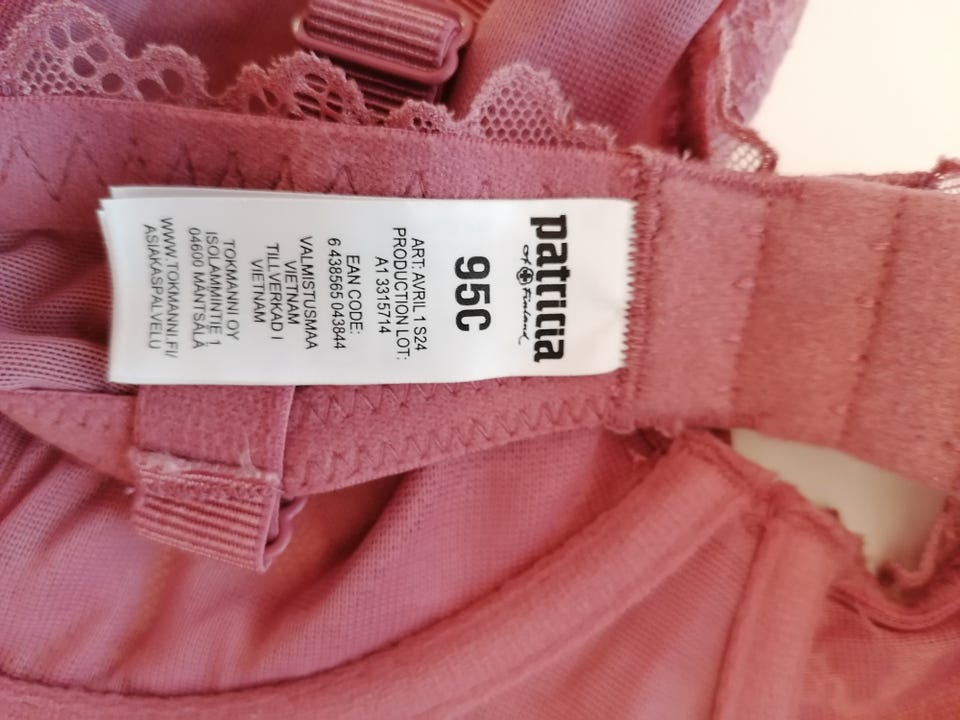 patricia
of Finland
95C
ART: AVRIL 1 S24
PRODUCTION LOT:
A1 3315714
EAN CODE:
6 438565 043844
VALMISTUSMAA
VIETNAM
TILLVERKAD I
VIETNAM
TOKMANNI OY
ISOLAMMINTIE 1
04600 MÄNTSÄLÄ
WWW.TOKMANNI.FI/
ASIAKASPALVELU